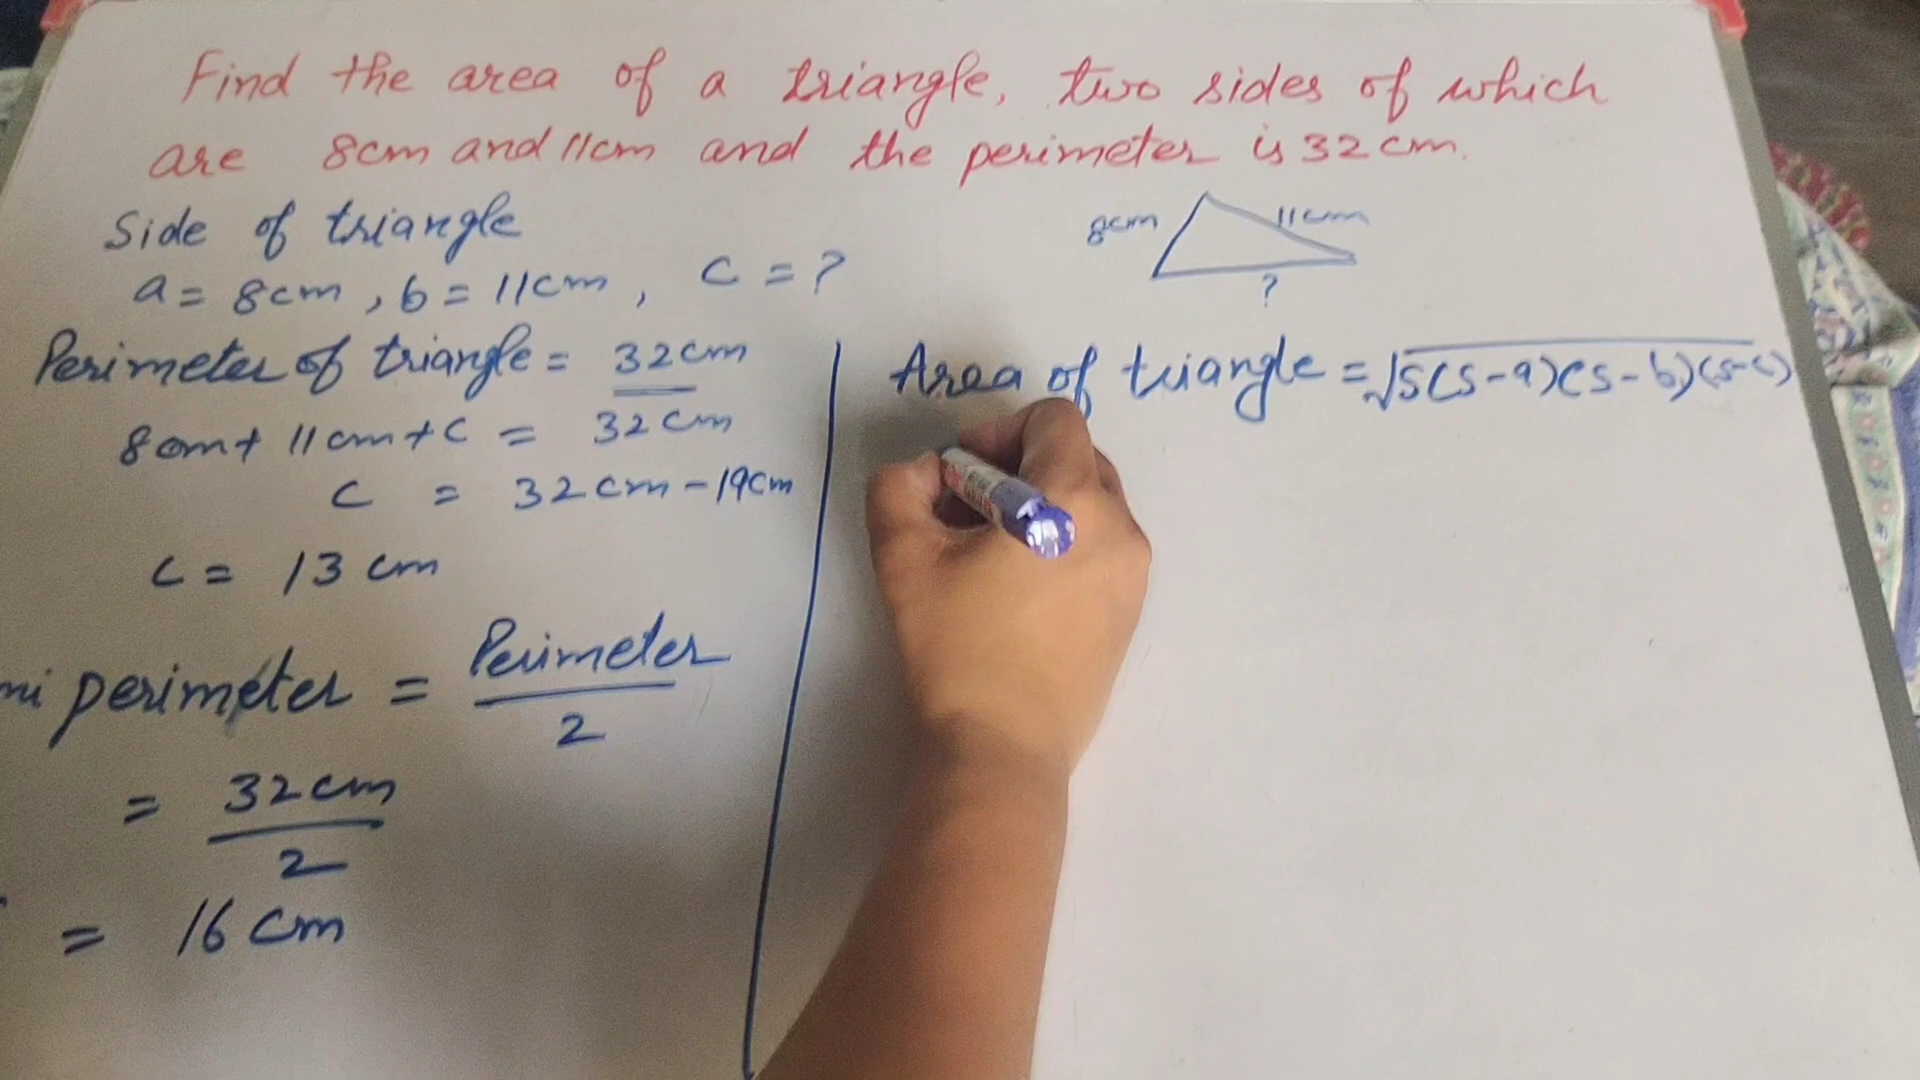 Find the area of a triangle, two sides of which
are 8cm and 11cm and the perimeter is 32cm.
Side of triangle
a = 8cm, b = 11cm, c = ?
8cm 11cm
?
Perimeter of triangle = 32cm
8cm + 11cm + c = 32cm
c = 32cm - 19cm
c = 13 cm
mi perimeter = Perimeter
2
= 32cm
2
= 16 cm
Area of triangle = √s(s-a)(s-b)(s-c)